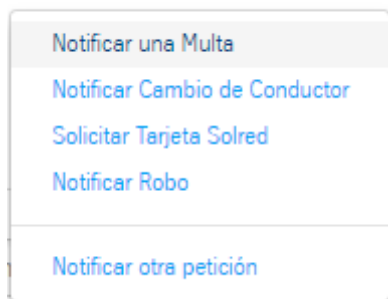 Notificar una Multa
Notificar Cambio de Conductor
Solicitar Tarjeta Solred
Notificar Robo
Notificar otra petición